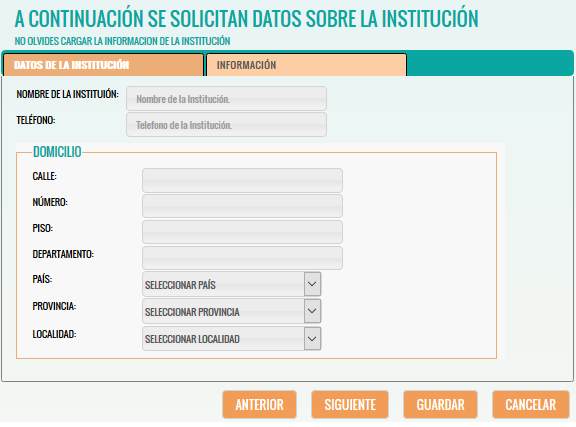 A CONTINUACIÓN SE SOLICITAN DATOS SOBRE LA INSTITUCIÓN
NO OLVIDES CARGAR LA INFORMACION DE LA INSTITUCIÓN
DATOS DE LA INSTITUCIÓN INFORMACIÓN
NOMBRE DE LA INSTITUIÓN: Nombre de la Institución.
TELÉFONO: Telefono de la Institución.
DOMICILIO
CALLE:
NÚMERO:
PISO:
DEPARTAMENTO:
PAÍS: SELECCIONAR PAÍS
PROVINCIA: SELECCIONAR PROVINCIA
LOCALIDAD: SELECCIONAR LOCALIDAD
ANTERIOR SIGUIENTE GUARDAR CANCELAR